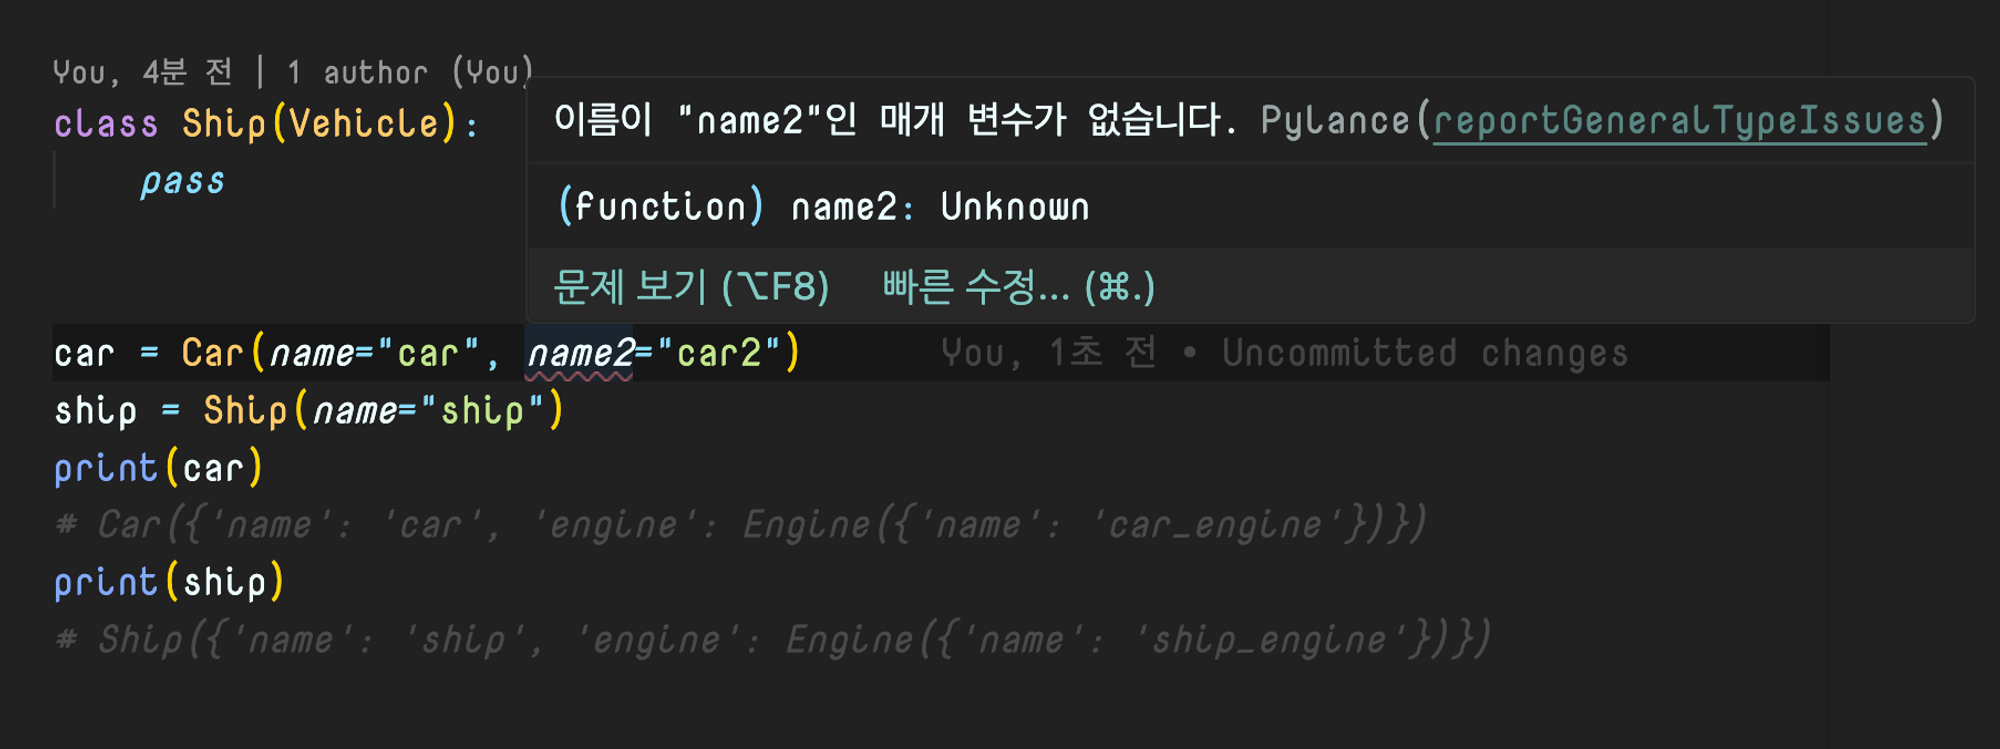 You, 4분 전 | 1 author (You)
class Ship(Vehicle):
이름이 "name2"인 매개 변수가 없습니다. Pylance(reportGeneralTypeIssues)
pass
(function) name2: Unknown
문제 보기 (⌥F8) 빠른 수정... (⌘.)
car = Car(name="car", name2="car2") You, 1초 전 • Uncommitted changes
ship = Ship(name="ship")
print(car)
# Car({'name': 'car', 'engine': Engine({'name': 'car_engine'})})
print(ship)
# Ship({'name': 'ship', 'engine': Engine({'name': 'ship_engine'})})